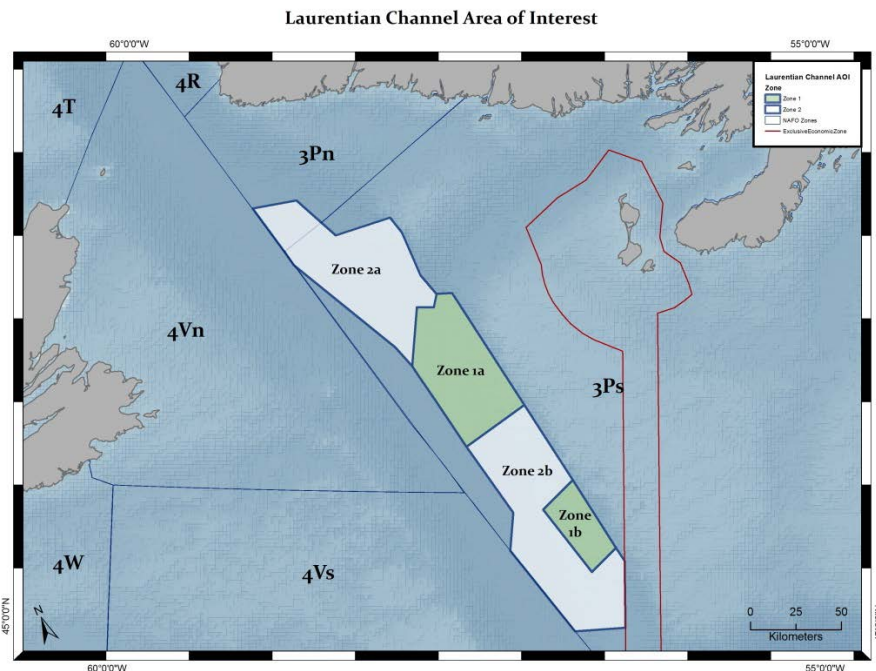 Laurentian Channel Area of Interest
60°0'0"W
55°0'0"W
4R
4T
3Pn
Laurentian Channel AOI
Zone
Zone 1
Zone 2
NAFO Zones
ExclusiveEconomicZone
Zone 2a
4Vn
Zone 1a
3Ps
Zone 2b
Zone
1b
4W
4Vs
45°0'0"N
N
0 25 50
Kilometers
60°0'0"W
55°0'0"W